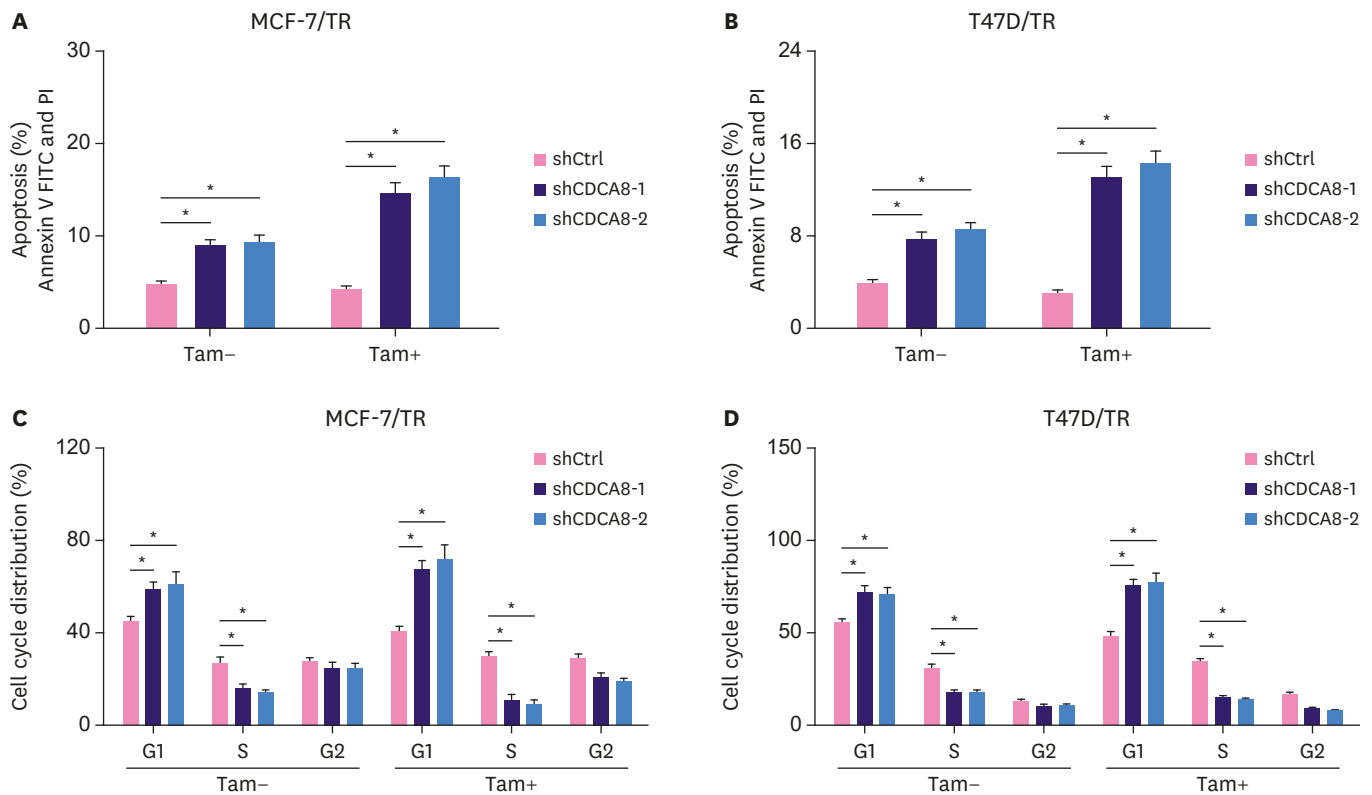 A
MCF-7/TR
Apoptosis (%)
Annexin V FITC and PI
30
20
10
0
*
*
*
*
Tam−
Tam+
shCtrl
shCDCA8-1
shCDCA8-2
B
T47D/TR
Apoptosis (%)
Annexin V FITC and PI
24
16
8
0
*
*
*
*
Tam−
Tam+
shCtrl
shCDCA8-1
shCDCA8-2
C
MCF-7/TR
Cell cycle distribution (%)
120
80
40
0
*
*
*
*
*
*
*
*
G1 S G2 G1 S G2
Tam− Tam+
shCtrl
shCDCA8-1
shCDCA8-2
D
T47D/TR
Cell cycle distribution (%)
150
100
50
0
*
*
*
*
*
*
*
*
G1 S G2 G1 S G2
Tam− Tam+
shCtrl
shCDCA8-1
shCDCA8-2